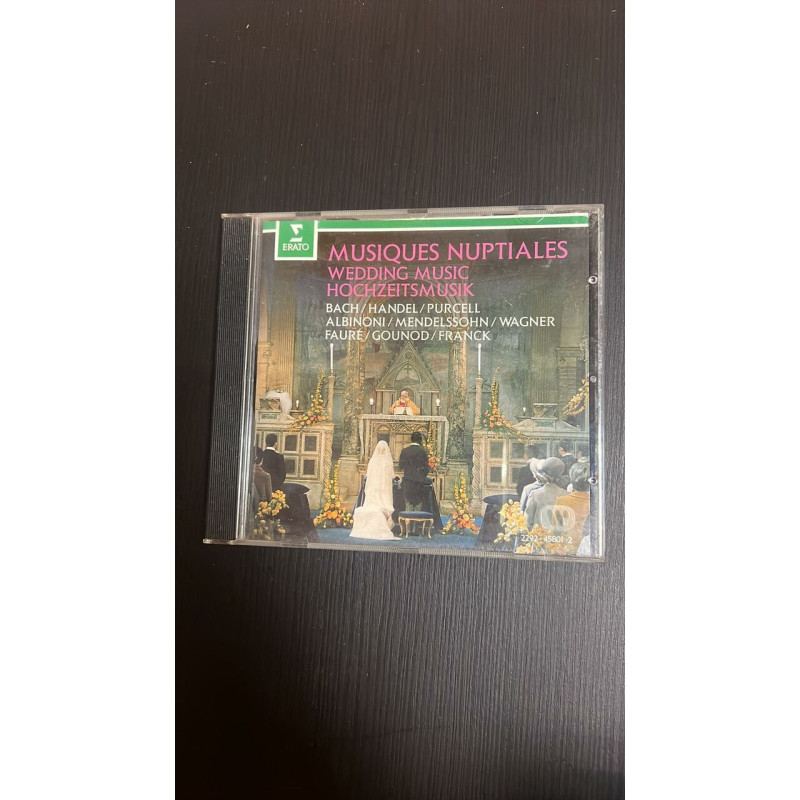 ERATO
MUSIQUES NUPTIALES
WEDDING MUSIC
HOCHZEITSMUSIK
BACH/HANDEL/PURCELL
ALBINONI/MENDELSSOHN/WAGNER
FAURÉ/GOUNOD/FRANCK
2292-45801-2